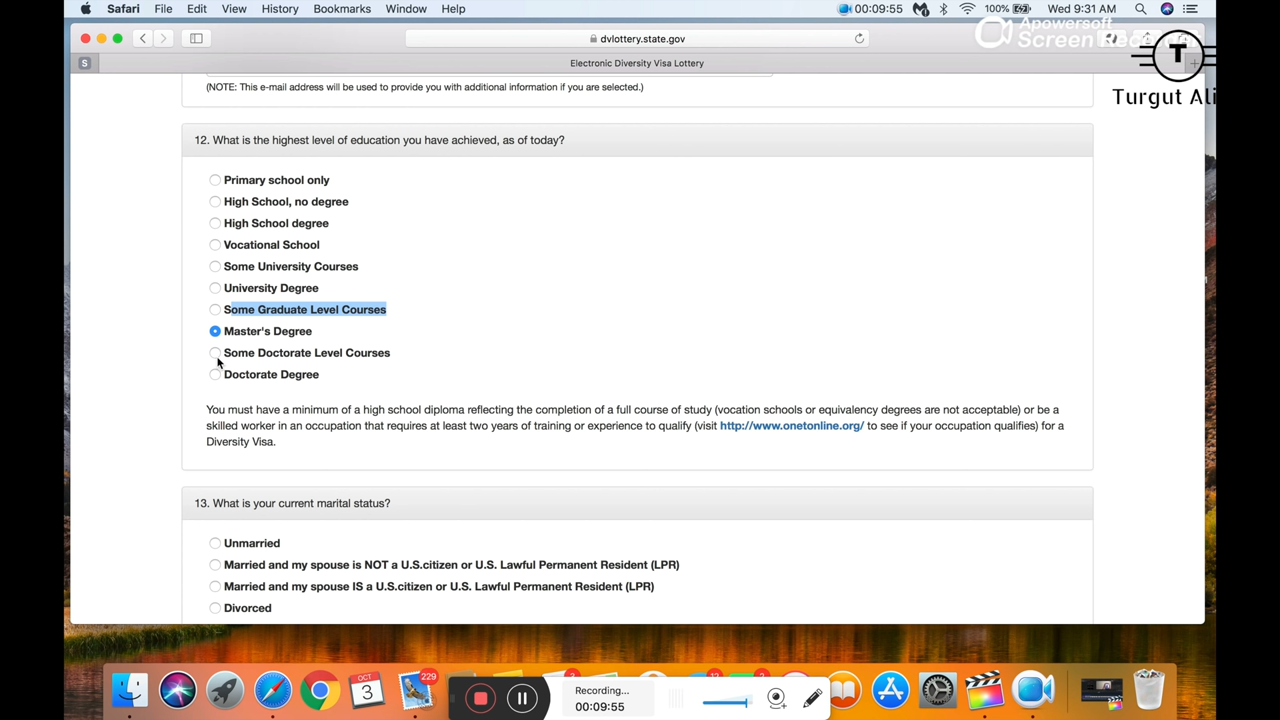 Safari File Edit View History Bookmarks Window Help 00:09:55 100% Wed 9:31 AM
Apowersoft
Screen Rec
dvlottery.state.gov
S Electronic Diversity Visa Lottery
T
Turgut Ali
(NOTE: This e-mail address will be used to provide you with additional information if you are selected.)
12. What is the highest level of education you have achieved, as of today?
Primary school only
High School, no degree
High School degree
Vocational School
Some University Courses
University Degree
Some Graduate Level Courses
Master's Degree
Some Doctorate Level Courses
Doctorate Degree
You must have a minimum of a high school diploma reflecting the completion of a full course of study (vocation schools or equivalency degrees are not acceptable) or be a
skilled worker in an occupation that requires at least two years of training or experience to qualify (visit http://www.onetonline.org/ to see if your occupation qualifies) for a
Diversity Visa.
13. What is your current marital status?
Unmarried
Married and my spouse is NOT a U.S.citizen or U.S. Lawful Permanent Resident (LPR)
Married and my spouse IS a U.S.citizen or U.S. Lawful Permanent Resident (LPR)
Divorced
OCT
3
229
Recording...
00:09:55